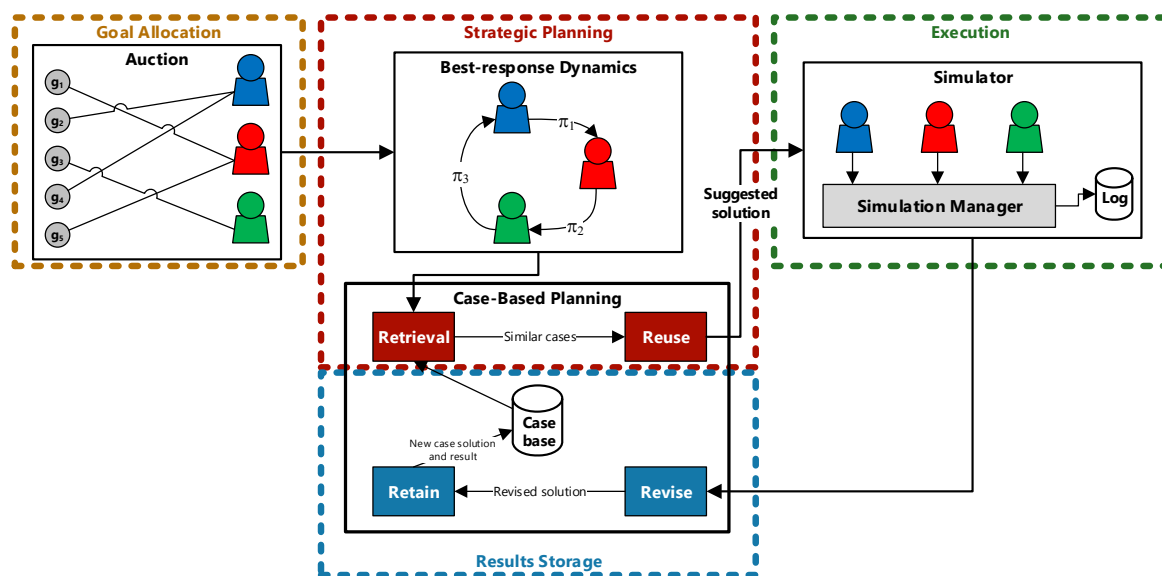 Goal Allocation
Auction
g₁
g₂
g₃
g₄
g₅
Strategic Planning
Best-response Dynamics
π₁
π₂
π₃
Case-Based Planning
Retrieval
Similar cases
Reuse
Suggested
solution
Execution
Simulator
Simulation Manager
Log
Case
base
New case solution
and result
Retain
Revised solution
Revise
Results Storage